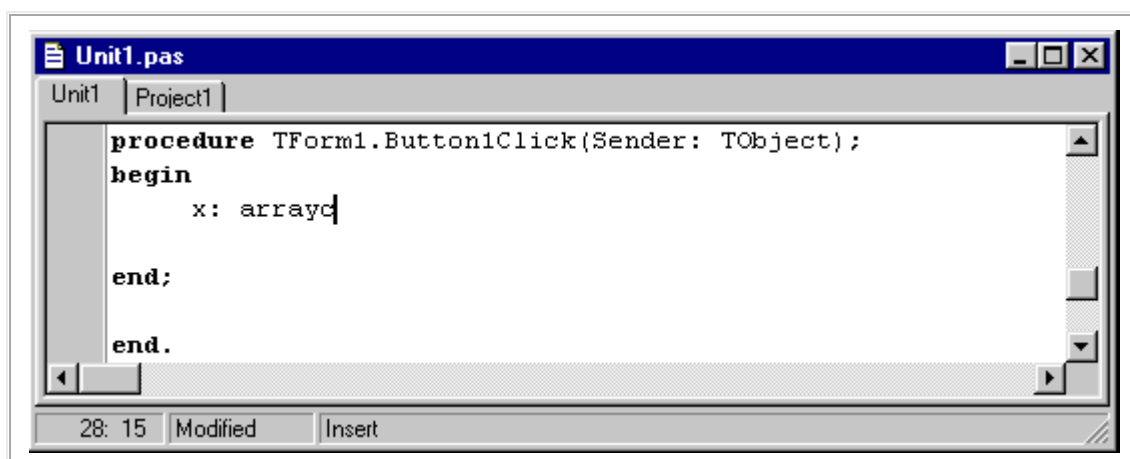 Unit1.pas
Unit1 Project1
procedure TForm1.Button1Click(Sender: TObject);
begin
x: arrayc
end;
end.
28: 15 Modified Insert